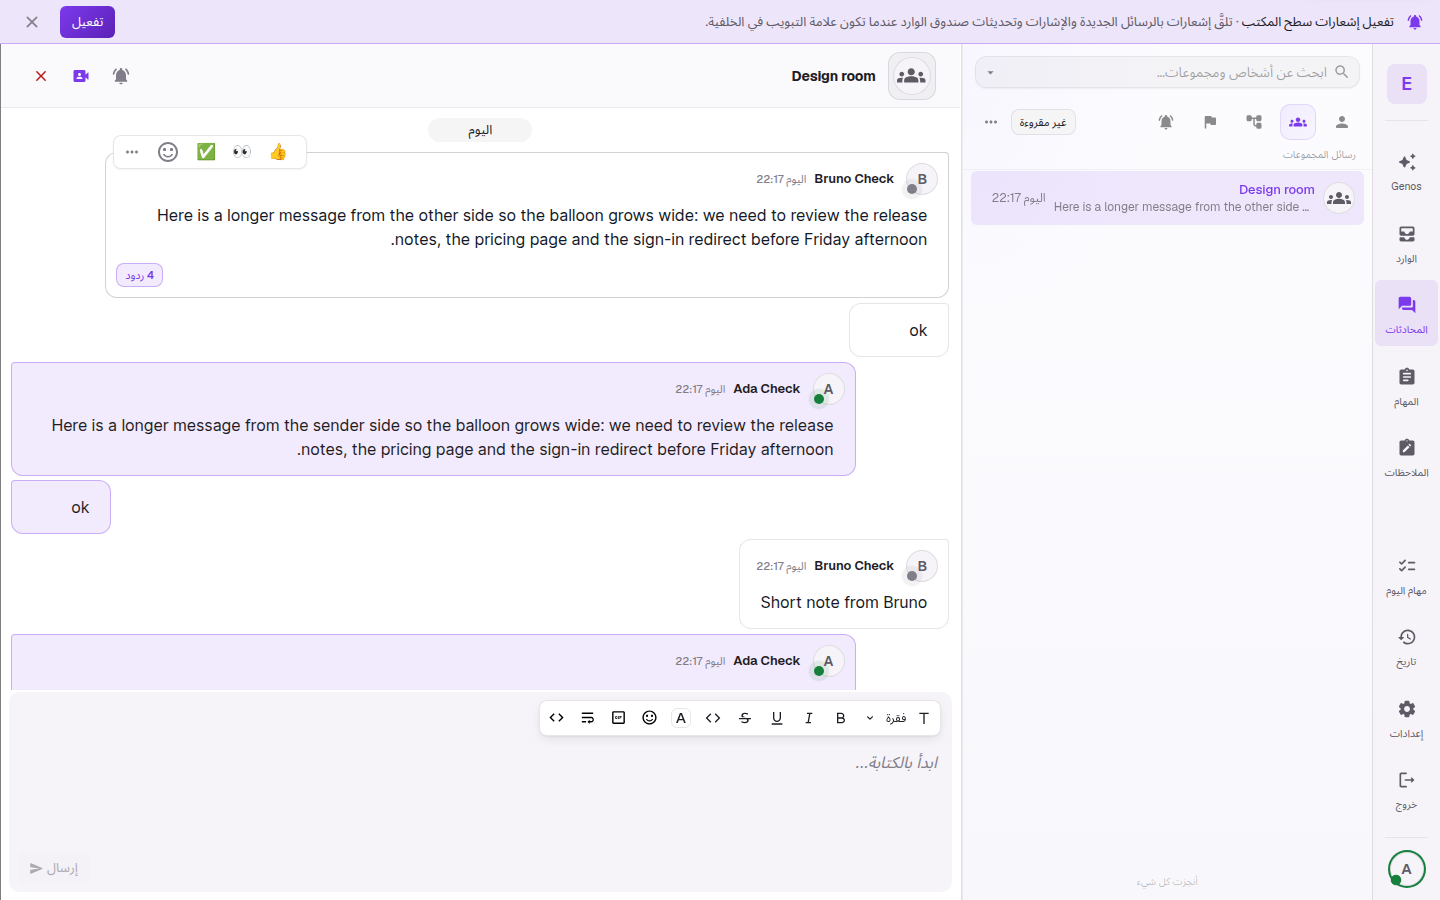 تفعيل إشعارات سطح المكتب · تلقَّ إشعارات بالرسائل الجديدة والإشارات وتحديثات صندوق الوارد عندما تكون علامة التبويب في الخلفية.
تفعيل
E
Genos
الوارد
المحادثات
المهام
الملاحظات
مهام اليوم
تاريخ
إعدادات
خروج
A
ابحث عن أشخاص ومجموعات...
غير مقروءة
رسائل المجموعات
Design room
اليوم 22:17
Here is a longer message from the other side ...
أنجزت كل شيء
Design room
اليوم
B
Bruno Check
اليوم 22:17
Here is a longer message from the other side so the balloon grows wide: we need to review the release
.notes, the pricing page and the sign-in redirect before Friday afternoon
4 ردود
ok
A
Ada Check
اليوم 22:17
Here is a longer message from the sender side so the balloon grows wide: we need to review the release
.notes, the pricing page and the sign-in redirect before Friday afternoon
ok
B
Bruno Check
اليوم 22:17
Short note from Bruno
A
Ada Check
اليوم 22:17
فقرة
B
I
U
S
A
GIF
ابدأ بالكتابة...
إرسال